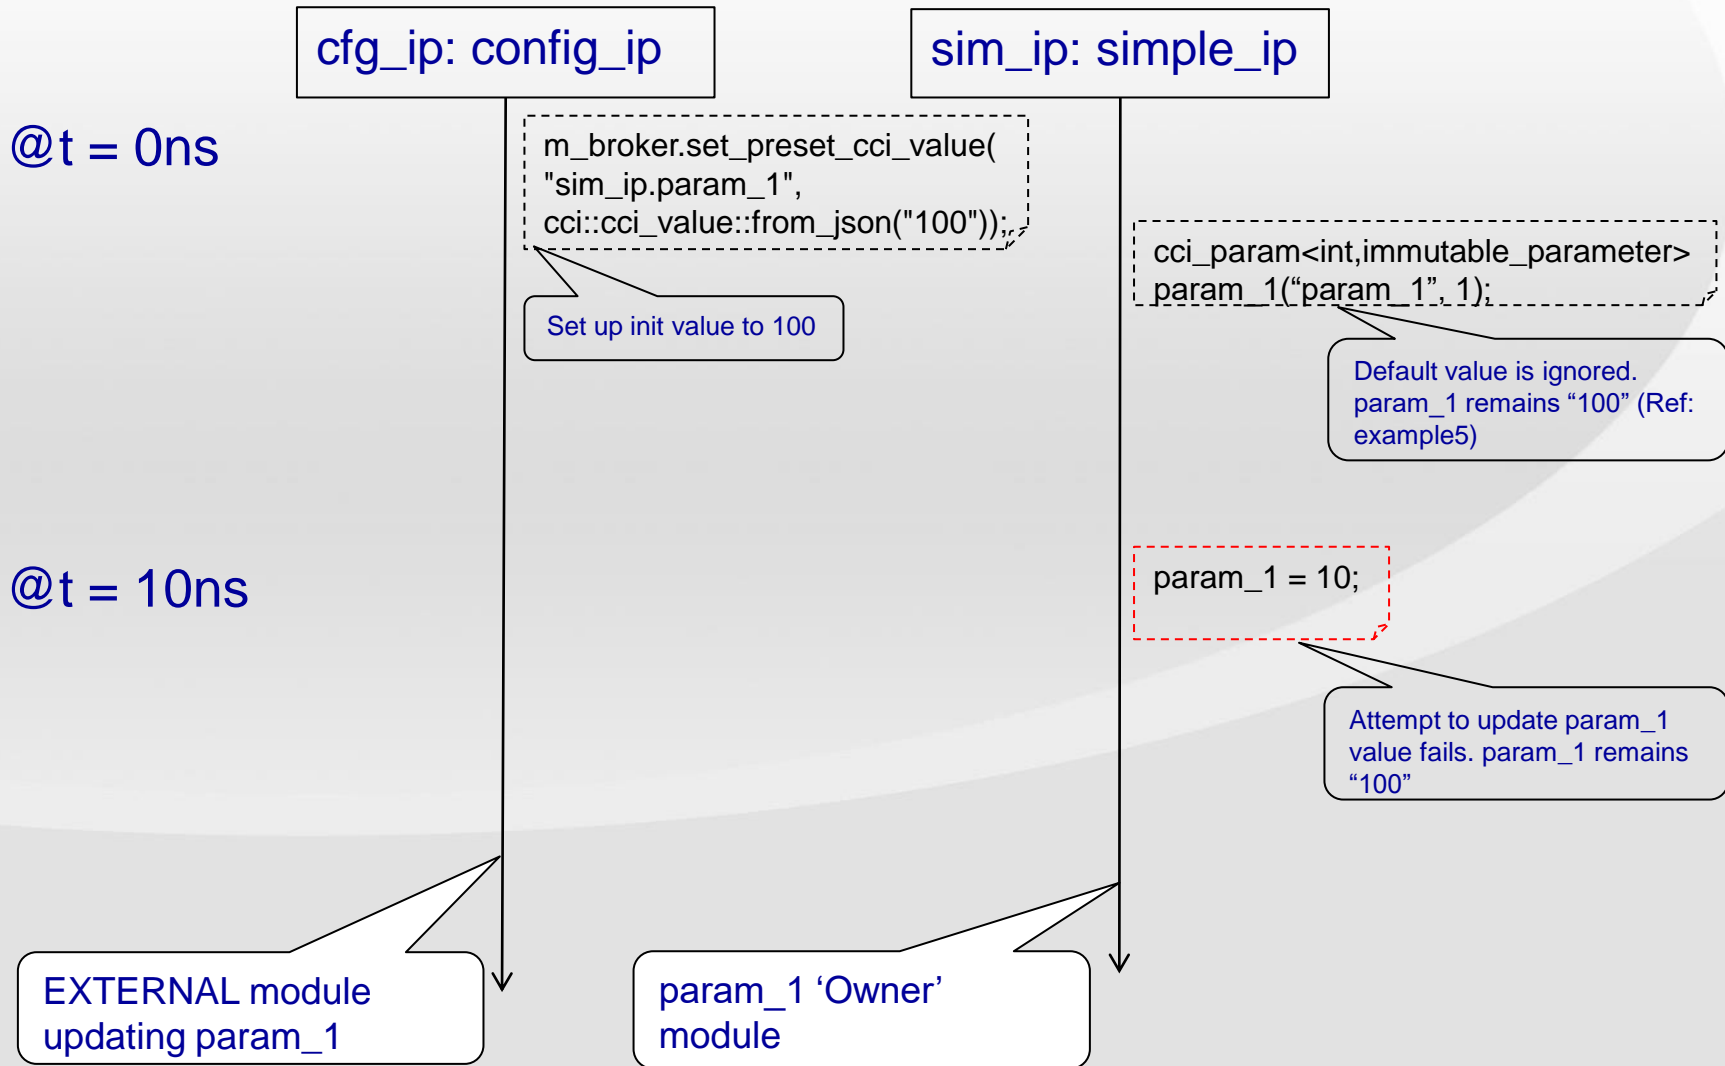 cfg_ip: config_ip
sim_ip: simple_ip
@t = 0ns
m_broker.set_preset_cci_value(
"sim_ip.param_1",
cci::cci_value::from_json("100"));
Set up init value to 100
cci_param<int,immutable_parameter>
param_1(“param_1”, 1);
Default value is ignored.
param_1 remains “100” (Ref:
example5)
@t = 10ns
param_1 = 10;
Attempt to update param_1
value fails. param_1 remains
“100”
EXTERNAL module
updating param_1
param_1 ‘Owner’
module